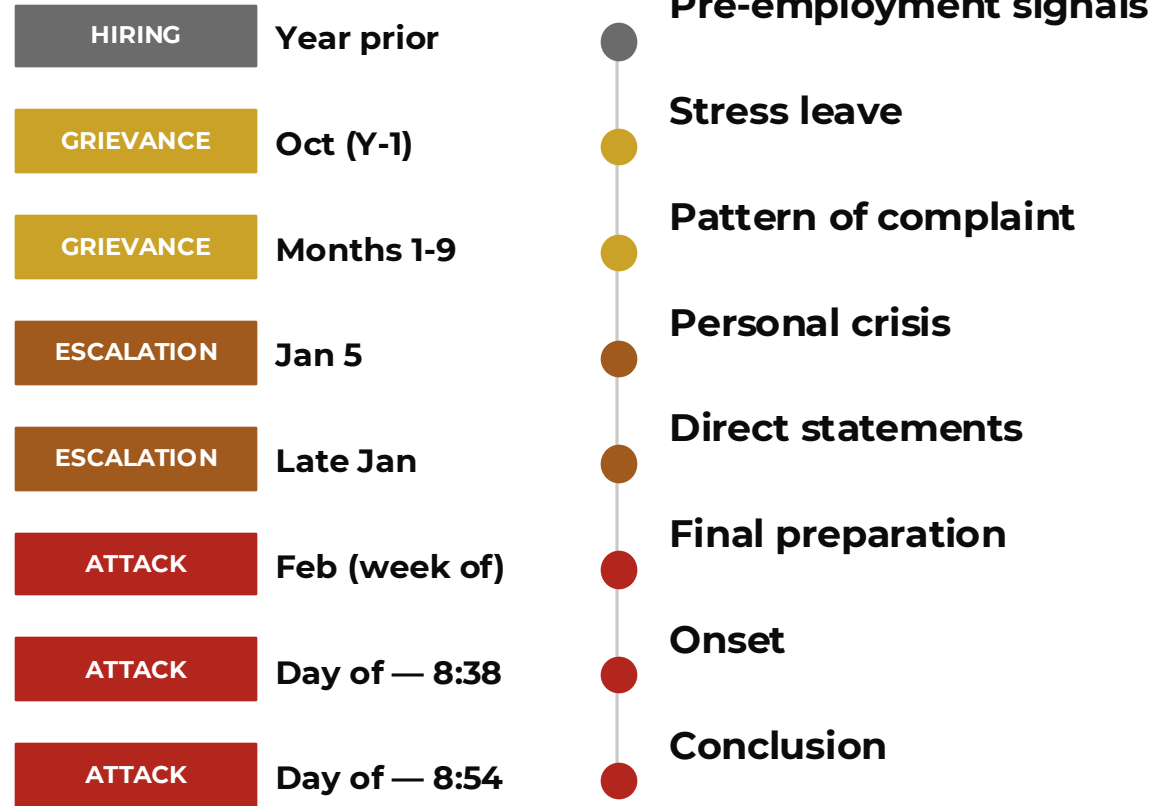 Pre-employment signals
HIRING Year prior
Stress leave
GRIEVANCE Oct (Y-1)
Pattern of complaint
GRIEVANCE Months 1-9
Personal crisis
ESCALATION Jan 5
Direct statements
ESCALATION Late Jan
Final preparation
ATTACK Feb (week of)
Onset
ATTACK Day of — 8:38
Conclusion
ATTACK Day of — 8:54